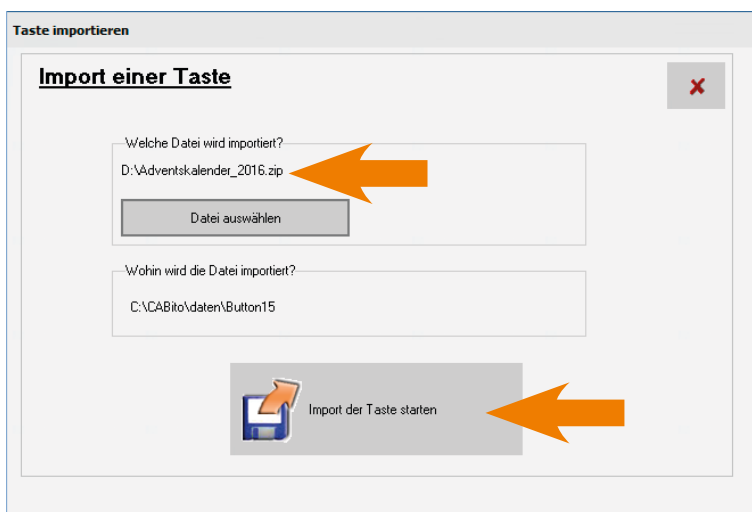 Taste importieren
Import einer Taste
Welche Datei wird importiert?
D:\Adventskalender_2016.zip
Datei auswählen
Wohin wird die Datei importiert?
C:\CABito\daten\Button15
Import der Taste starten